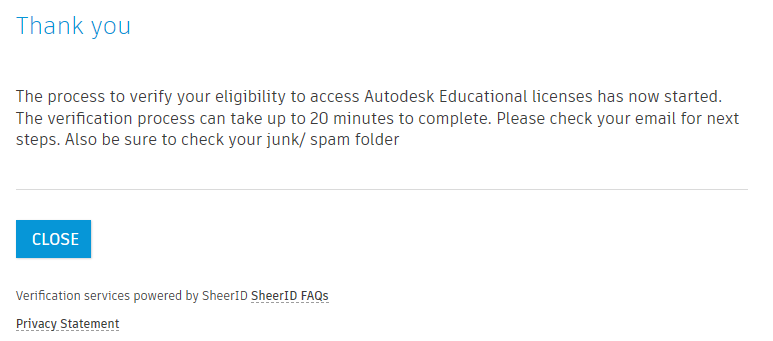 Thank you
The process to verify your eligibility to access Autodesk Educational licenses has now started.
The verification process can take up to 20 minutes to complete. Please check your email for next
steps. Also be sure to check your junk/ spam folder
CLOSE
Verification services powered by SheerID SheerID FAQs
Privacy Statement